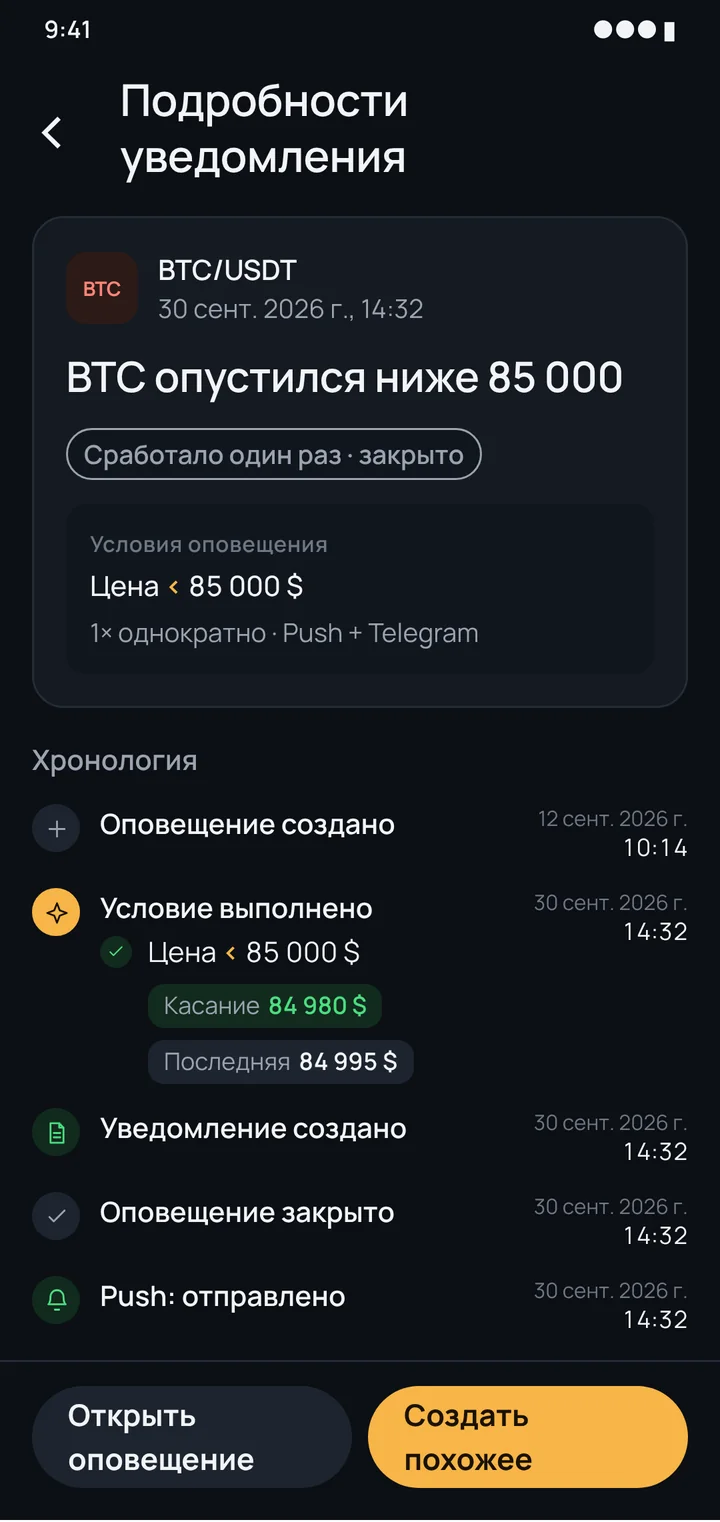 9:41
Подробности
уведомления
BTC
BTC/USDT
30 сент. 2026 г., 14:32
BTC опустился ниже 85 000
Сработало один раз · закрыто
Условия оповещения
Цена < 85 000 $
1× однократно · Push + Telegram
Хронология
Оповещение создано
12 сент. 2026 г.
10:14
Условие выполнено
30 сент. 2026 г.
14:32
Цена < 85 000 $
Касание 84 980 $
Последняя 84 995 $
Уведомление создано
30 сент. 2026 г.
14:32
Оповещение закрыто
30 сент. 2026 г.
14:32
Push: отправлено
30 сент. 2026 г.
14:32
Открыть
оповещение
Создать
похожее